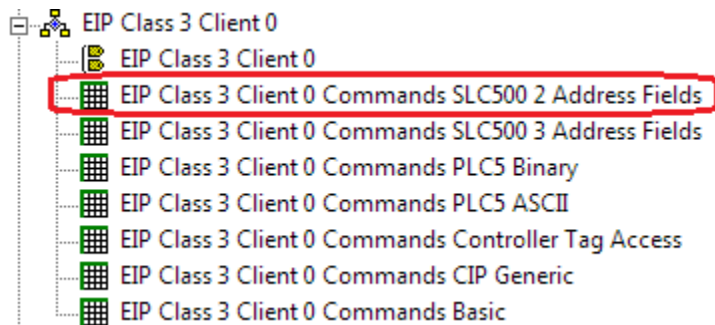 EIP Class 3 Client 0
EIP Class 3 Client 0
EIP Class 3 Client 0 Commands SLC500 2 Address Fields
EIP Class 3 Client 0 Commands SLC500 3 Address Fields
EIP Class 3 Client 0 Commands PLC5 Binary
EIP Class 3 Client 0 Commands PLC5 ASCII
EIP Class 3 Client 0 Commands Controller Tag Access
EIP Class 3 Client 0 Commands CIP Generic
EIP Class 3 Client 0 Commands Basic